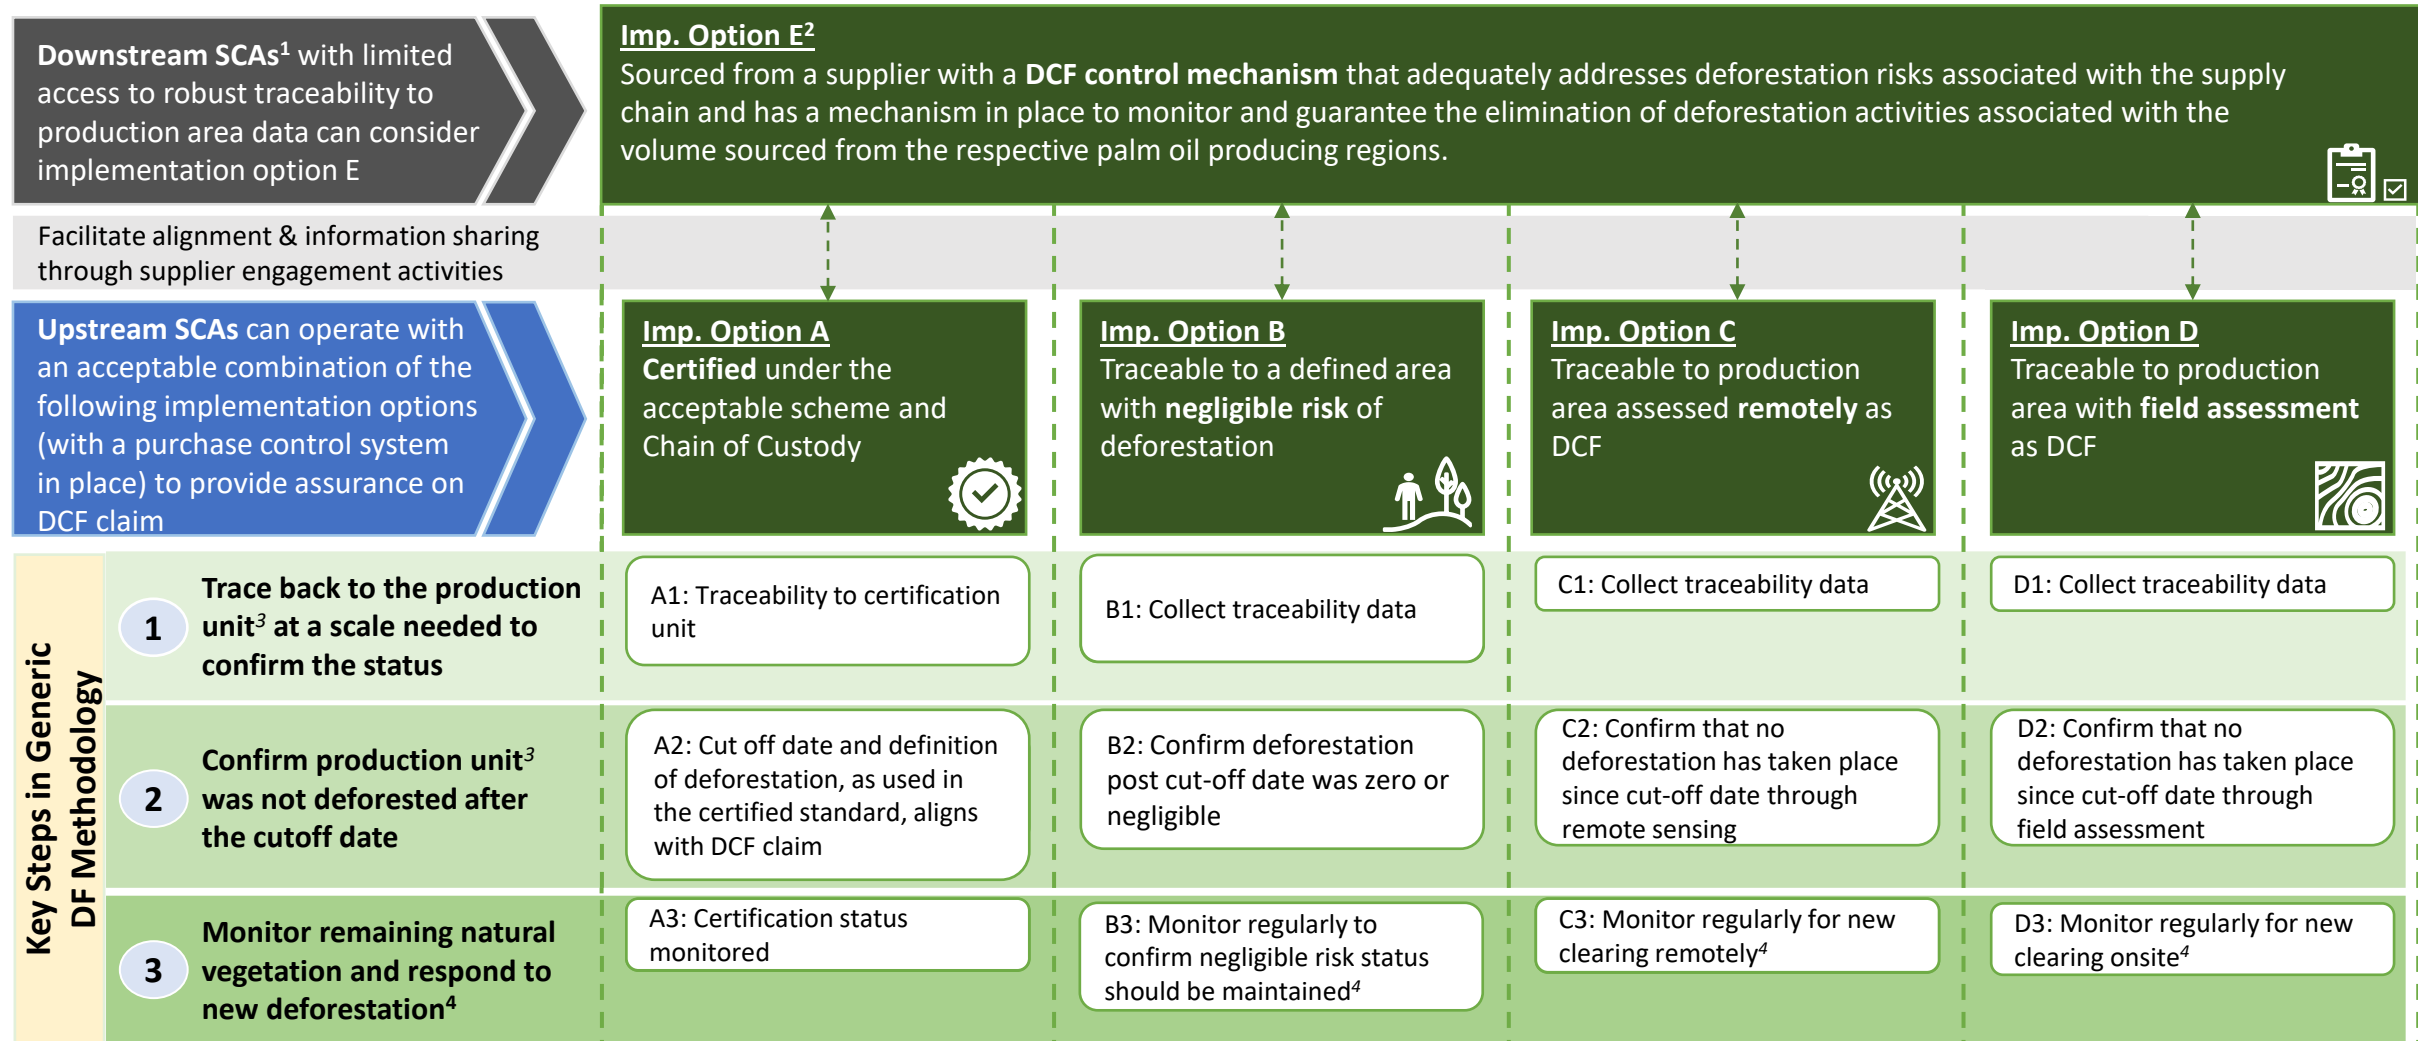 Downstream SCAs¹ with limited
access to robust traceability to
production area data can consider
implementation option E
Imp. Option E²
Sourced from a supplier with a DCF control mechanism that adequately addresses deforestation risks associated with the supply
chain and has a mechanism in place to monitor and guarantee the elimination of deforestation activities associated with the
volume sourced from the respective palm oil producing regions.
Facilitate alignment & information sharing
through supplier engagement activities
Upstream SCAs can operate with
an acceptable combination of the
following implementation options
(with a purchase control system
in place) to provide assurance on
DCF claim
Imp. Option A
Certified under the
acceptable scheme and
Chain of Custody
Imp. Option B
Traceable to a defined area
with negligible risk of
deforestation
Imp. Option C
Traceable to production
area assessed remotely as
DCF
Imp. Option D
Traceable to production
area with field assessment
as DCF
Key Steps in Generic
DF Methodology
1
Trace back to the production
unit³ at a scale needed to
confirm the status
A1: Traceability to certification
unit
B1: Collect traceability data
C1: Collect traceability data
D1: Collect traceability data
2
Confirm production unit³
was not deforested after
the cutoff date
A2: Cut off date and definition
of deforestation, as used in
the certified standard, aligns
with DCF claim
B2: Confirm deforestation
post cut-off date was zero or
negligible
C2: Confirm that no
deforestation has taken place
since cut-off date through
remote sensing
D2: Confirm that no
deforestation has taken place
since cut-off date through
field assessment
3
Monitor remaining natural
vegetation and respond to
new deforestation⁴
A3: Certification status
monitored
B3: Monitor regularly to
confirm negligible risk status
should be maintained⁴
C3: Monitor regularly for new
clearing remotely⁴
D3: Monitor regularly for new
clearing onsite⁴